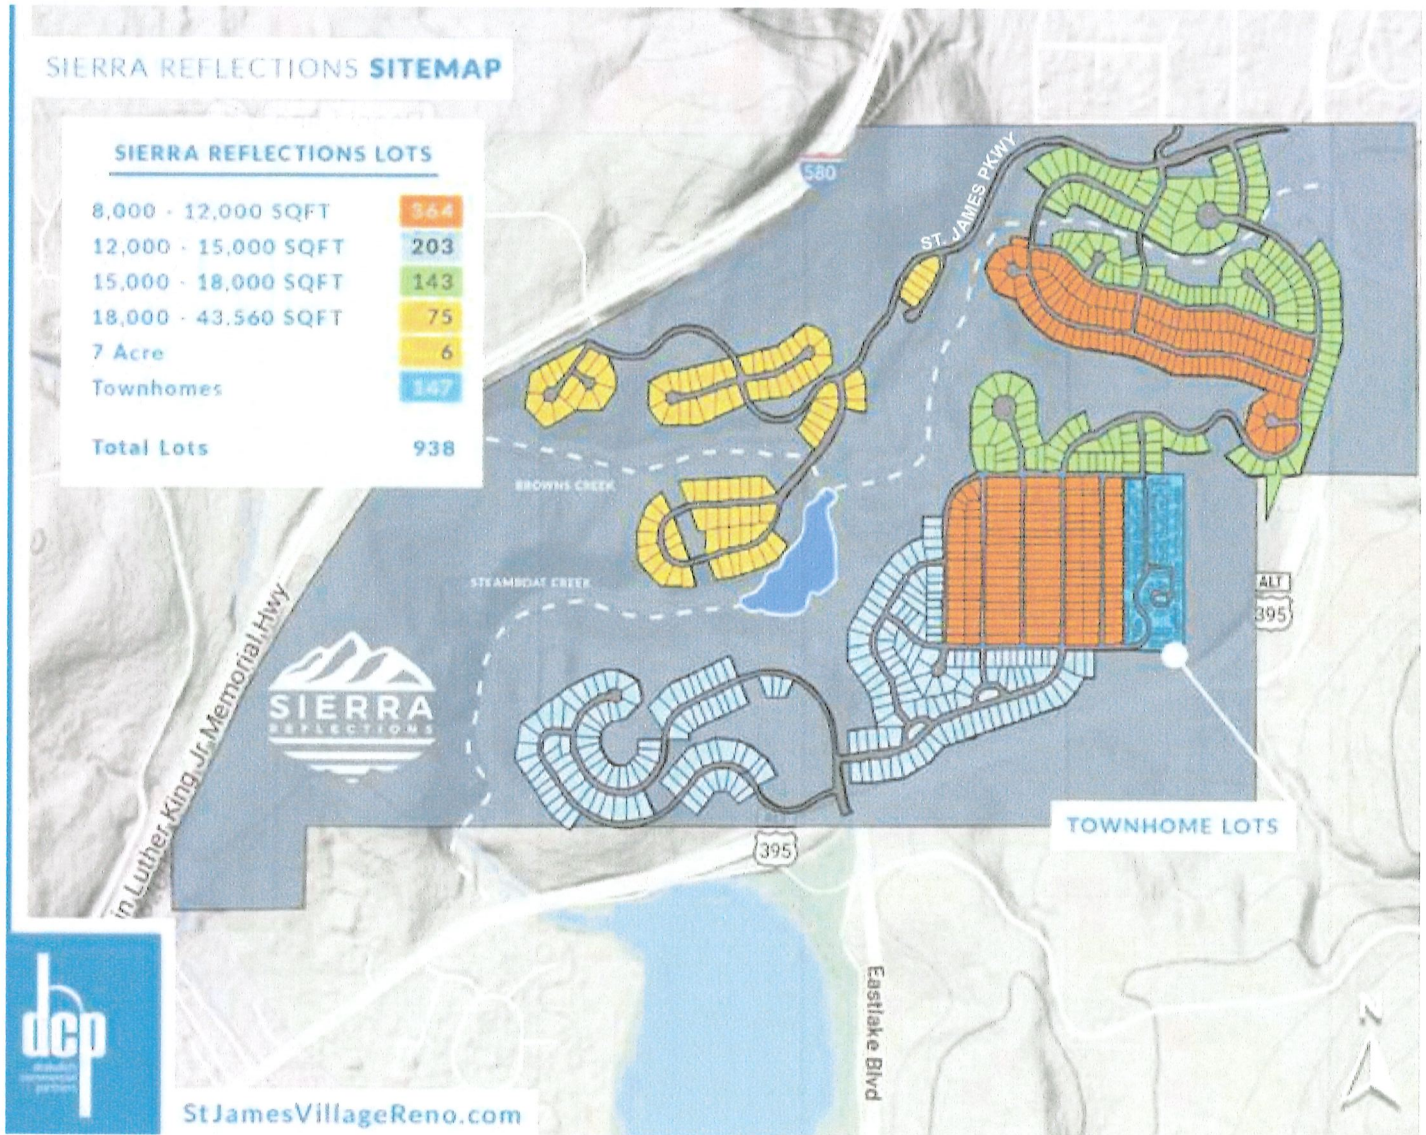 SIERRA REFLECTIONS SITEMAP
SIERRA REFLECTIONS LOTS
8,000 - 12,000 SQFT 364
12,000 - 15,000 SQFT 203
15,000 - 18,000 SQFT 143
18,000 - 43.560 SQFT 75
7 Acre 6
Townhomes 147
Total Lots 938
580
ST. JAMES PKWY
BROWNS CREEK
STEAMBOAT CREEK
ALT
395
in Luther King Jr Memorial Hwy
SIERRA
REFLECTIONS
TOWNHOME LOTS
395
Eastlake Blvd
N
dcp
commercial
partners
StJamesVillageReno.com